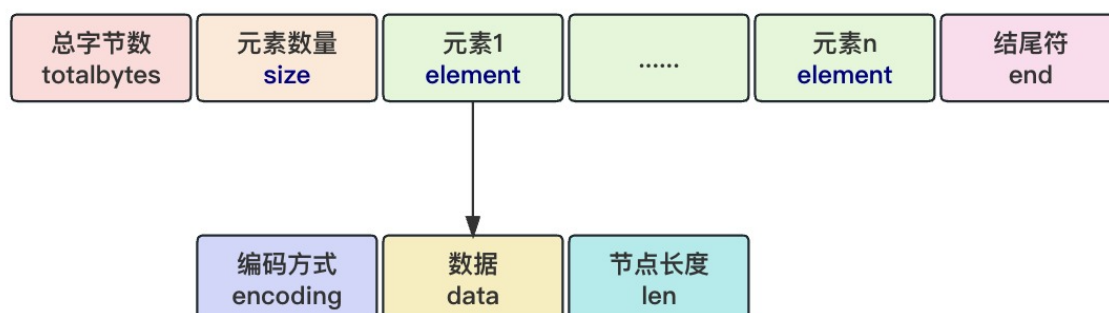 总字节数
totalbytes
元素数量
size
元素1
element
......
元素n
element
结尾符
end
编码方式
encoding
数据
data
节点长度
len